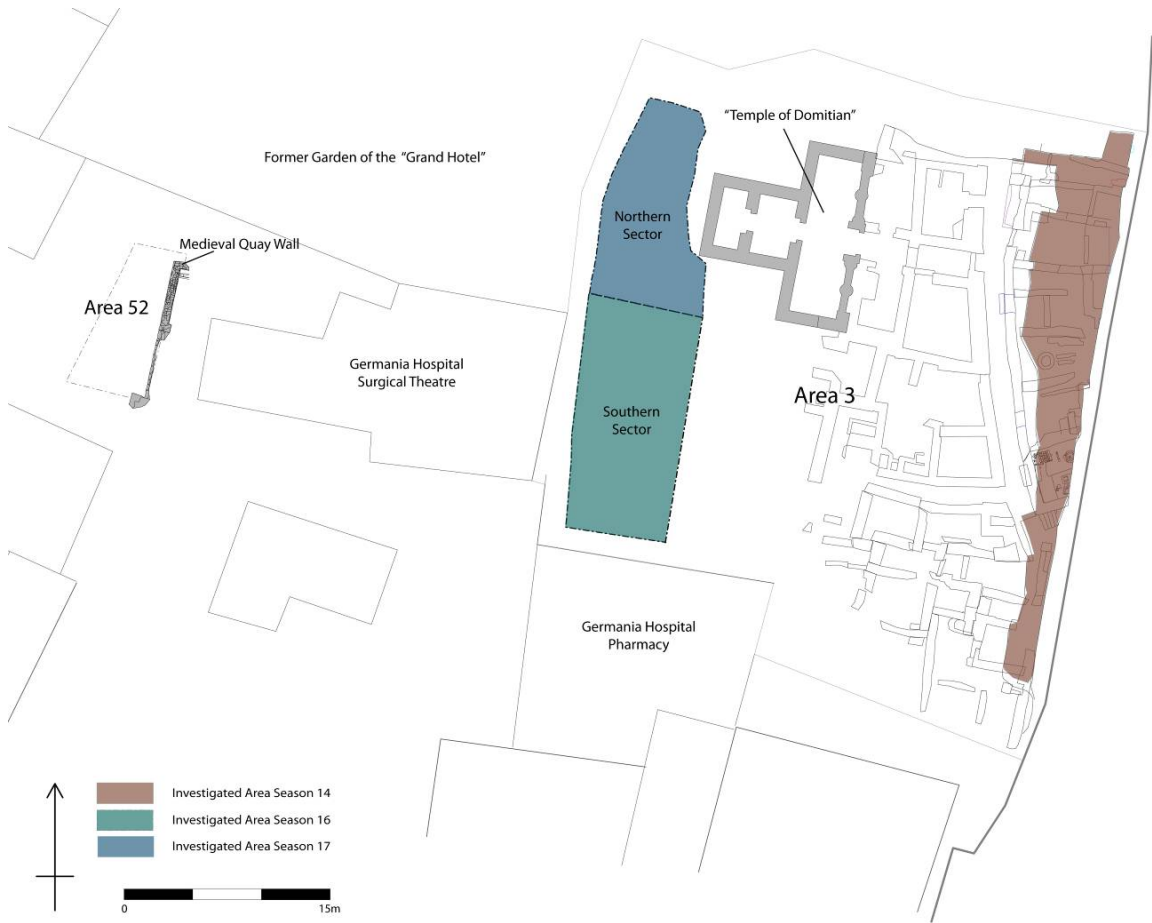 "Temple of Domitian"
Former Garden of the "Grand Hotel"
Northern
Sector
Medieval Quay Wall
Area 52
Germania Hospital
Surgical Theatre
Area 3
Southern
Sector
Germania Hospital
Pharmacy
Investigated Area Season 14
Investigated Area Season 16
Investigated Area Season 17
0
15m